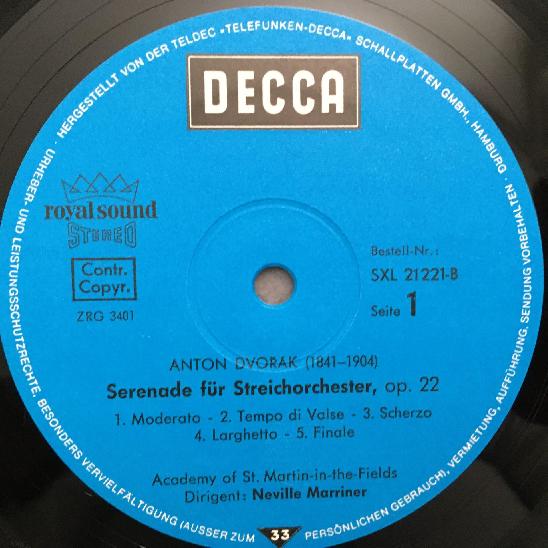 HERGESTELLT VON DER TELDEC »TELEFUNKEN-DECCA« SCHALLPLATTEN GMBH., HAMBURG · URHEBER- UND LEISTUNGSSCHUTZRECHTE, BESONDERS VERVIELFÄLTIGUNG (AUSSER ZUM PERSÖNLICHEN GEBRAUCH), VERMIETUNG, AUFFÜHRUNG, SENDUNG VORBEHALTEN ·
DECCA
royal sound
STEREO
Contr.
Copyr.
ZRG 3401
Bestell-Nr.:
SXL 21221-B
Seite 1
ANTON DVORAK (1841–1904)
Serenade für Streichorchester, op. 22
1. Moderato - 2. Tempo di Valse - 3. Scherzo
4. Larghetto - 5. Finale
Academy of St. Martin-in-the-Fields
Dirigent: Neville Marriner
33